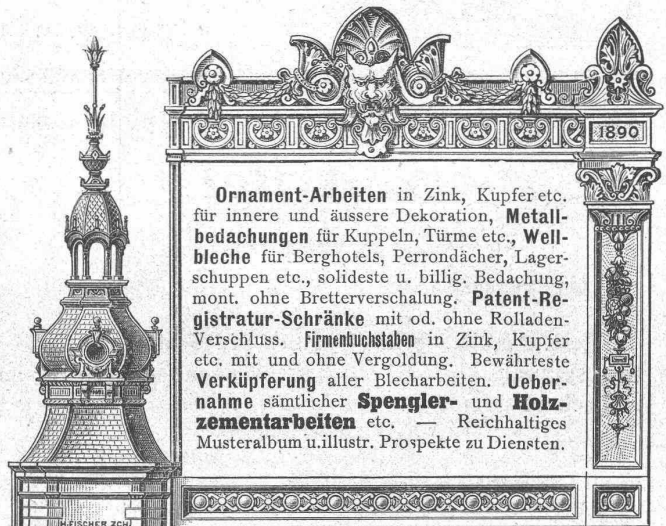 1890
Ornament-Arbeiten in Zink, Kupfer etc.
für innere und äussere Dekoration, Metall-
bedachungen für Kuppeln, Türme etc., Well-
bleche für Berghotels, Perrondächer, Lager-
schuppen etc., solideste u. billig. Bedachung,
mont. ohne Bretterverschalung. Patent-Re-
gistratur-Schränke mit od. ohne Rolladen-
Verschluss. Firmenbuchstaben in Zink, Kupfer
etc. mit und ohne Vergoldung. Bewährteste
Verküpferung aller Blecharbeiten. Ueber-
nahme sämtlicher Spengler- und Holz-
zementarbeiten etc. — Reichhaltiges
Musteralbum u. illustr. Prospekte zu Diensten.
H. FISCHER ZCH.